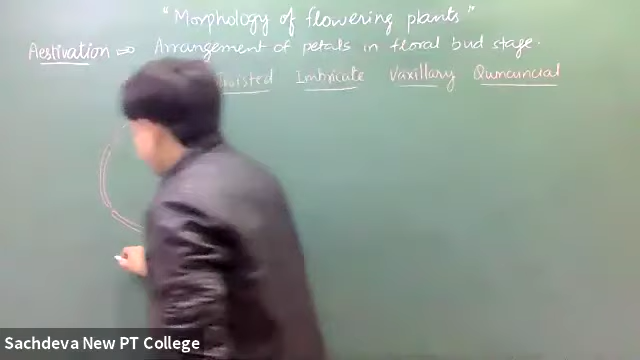 "Morphology of flowering plants"
Aestivation => Arrangement of petals in floral bud stage.
Twisted Imbricate Vaxillary Quncuncial
Sachdeva New PT College